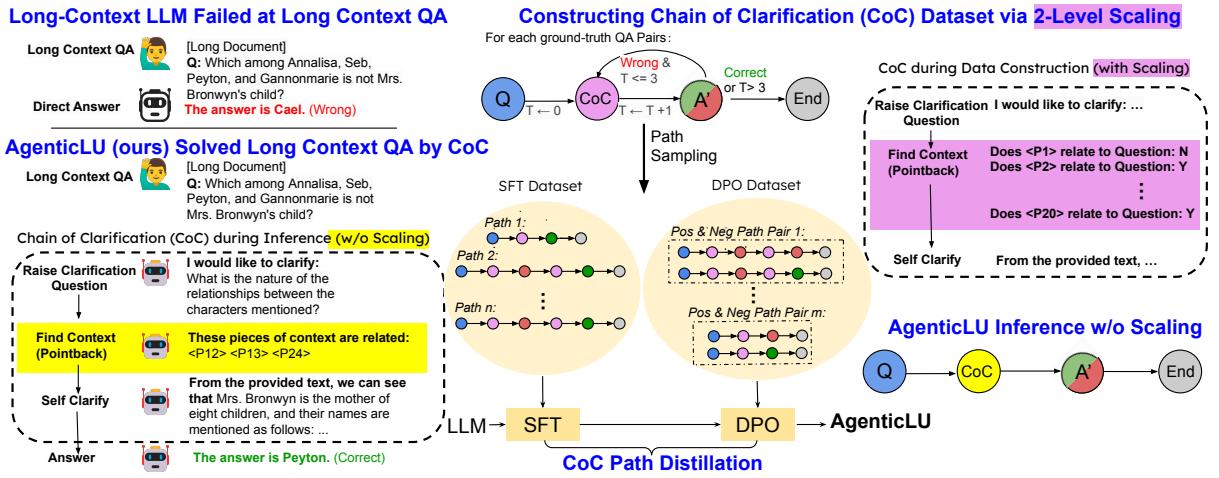 Long-Context LLM Failed at Long Context QA
Long Context QA
[Long Document]
Q: Which among Annalisa, Seb,
Peyton, and Gannonmarie is not Mrs.
Bronwyn's child?
Direct Answer
The answer is Cael. (Wrong)
AgenticLU (ours) Solved Long Context QA by CoC
Long Context QA
[Long Document]
Q: Which among Annalisa, Seb,
Peyton, and Gannonmarie is not
Mrs. Bronwyn's child?
Chain of Clarification (CoC) during Inference (w/o Scaling)
Raise Clarification
Question
I would like to clarify:
What is the nature of the
relationships between the
characters mentioned?
Find Context
(Pointback)
These pieces of context are related:
<P12> <P13> <P24>
Self Clarify
From the provided text, we can see
that Mrs. Bronwyn is the mother of
eight children, and their names are
mentioned as follows: ...
Answer
The answer is Peyton. (Correct)
Constructing Chain of Clarification (CoC) Dataset via 2-Level Scaling
For each ground-truth QA Pairs:
Wrong &
T <= 3
Correct
or T> 3
Q
CoC
A'
End
T ← 0
T ← T +1
Path
Sampling
SFT Dataset
Path 1:
Path 2:
Path n:
DPO Dataset
Pos & Neg Path Pair 1:
Pos & Neg Path Pair m:
LLM
SFT
DPO
AgenticLU
CoC Path Distillation
CoC during Data Construction (with Scaling)
Raise Clarification
Question
I would like to clarify: ...
Find Context
(Pointback)
Does <P1> relate to Question: N
Does <P2> relate to Question: Y
Does <P20> relate to Question: Y
Self Clarify
From the provided text, ...
AgenticLU Inference w/o Scaling
Q
CoC
A'
End